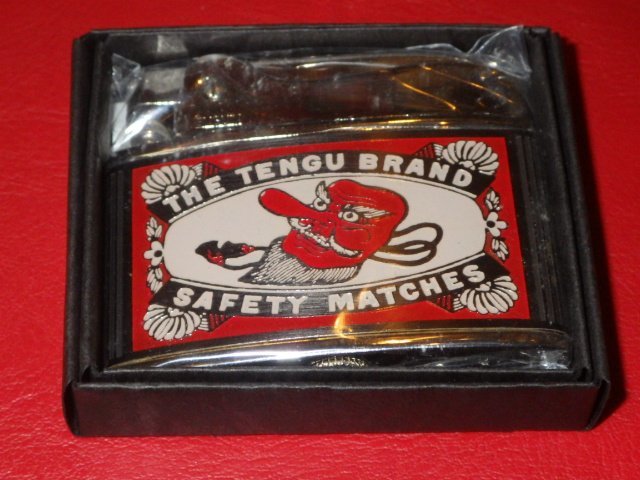 THE TENGU BRAND
SAFETY MATCHES